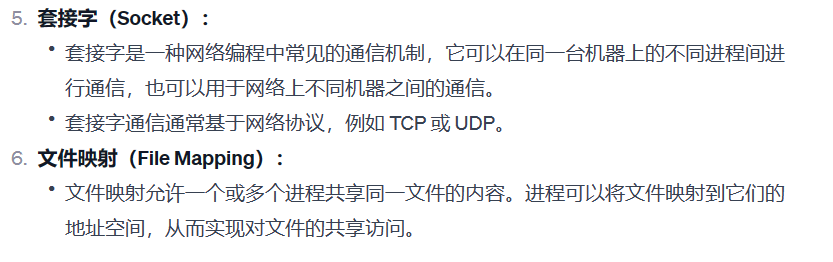 5. 套接字（Socket）：
• 套接字是一种网络编程中常见的通信机制，它可以在同一台机器上的不同进程间进
行通信，也可以用于网络上不同机器之间的通信。
• 套接字通信通常基于网络协议，例如 TCP 或 UDP。
6. 文件映射（File Mapping）：
• 文件映射允许一个或多个进程共享同一文件的内容。进程可以将文件映射到它们的
地址空间，从而实现对文件的共享访问。